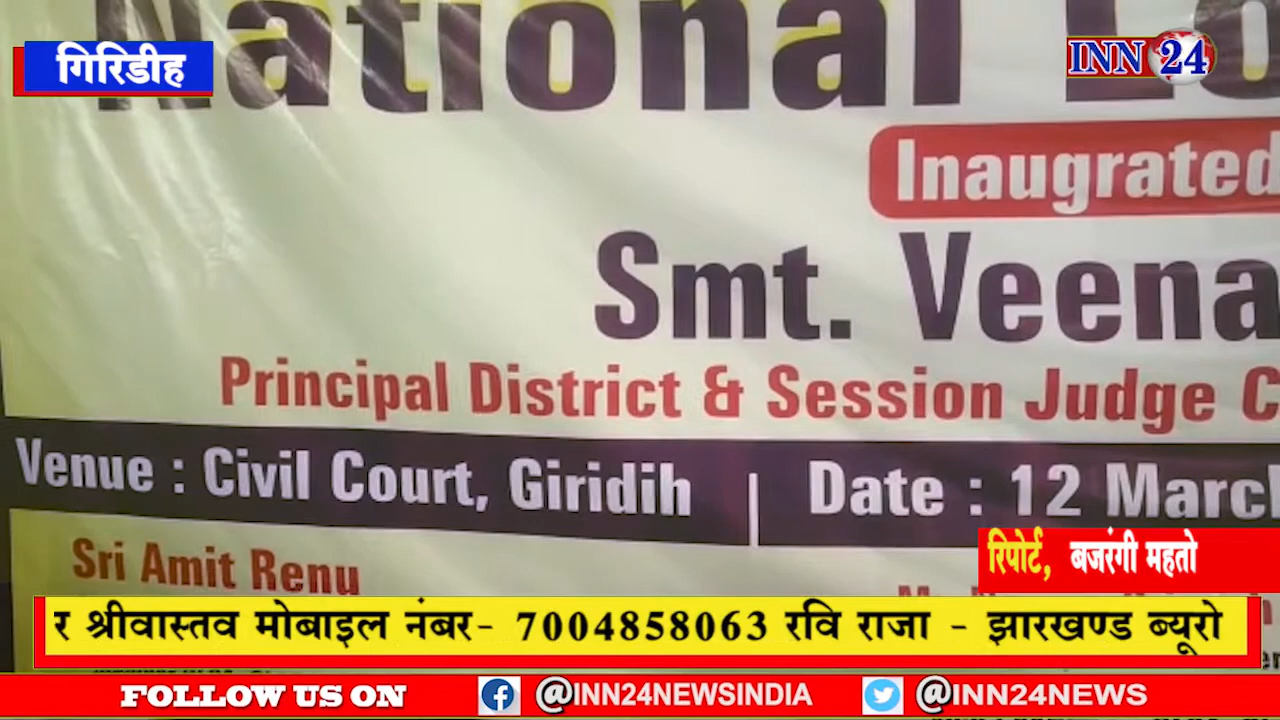 National
INN 24
गिरिडीह
Inaugrated
Smt. Veena
Principal District & Session Judge
Venue : Civil Court, Giridih | Date : 12 March
Sri Amit Renu
रिपोर्ट, बजरंगी महतो
र श्रीवास्तव मोबाइल नंबर- 7004858063 रवि राजा - झारखण्ड ब्यूरो
FOLLOW US ON @INN24NEWSINDIA @INN24NEWS